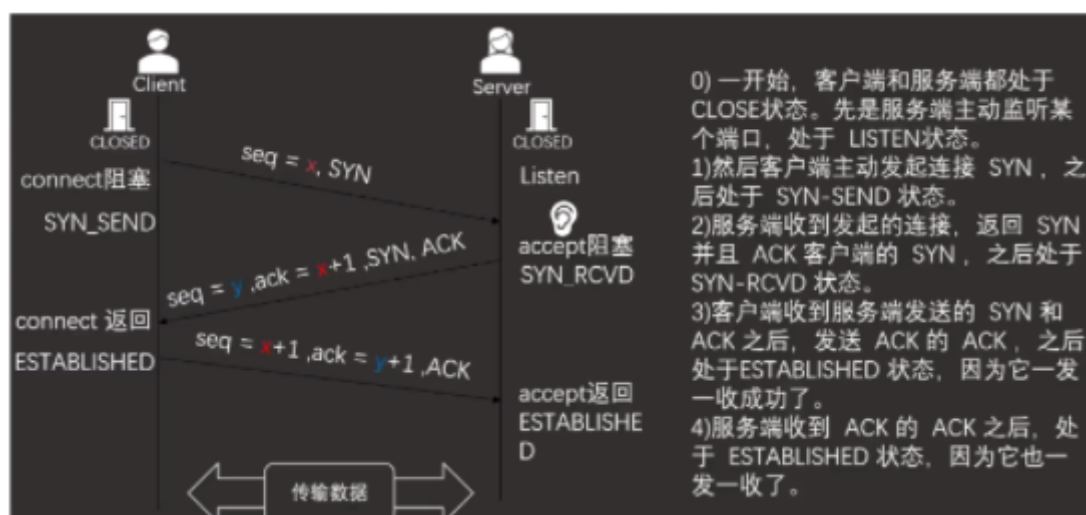 Client
Server
CLOSED
CLOSED
seq = x, SYN
connect阻塞
Listen
SYN_SEND
accept阻塞
SYN_RCVD
seq = y ,ack = x+1 ,SYN, ACK
connect 返回
seq = x+1 ,ack = y+1 ,ACK
ESTABLISHED
accept返回
ESTABLISHE
D
传输数据
0) 一开始，客户端和服务端都处于
CLOSE状态。先是服务端主动监听某
个端口，处于 LISTEN状态。
1)然后客户端主动发起连接 SYN ，之
后处于 SYN-SEND 状态。
2)服务端收到发起的连接，返回 SYN
并且 ACK 客户端的 SYN ，之后处于
SYN-RCVD 状态。
3)客户端收到服务端发送的 SYN 和
ACK 之后，发送 ACK 的 ACK ，之后
处于ESTABLISHED 状态，因为它一发
一收成功了。
4)服务端收到 ACK 的 ACK 之后，处
于 ESTABLISHED 状态，因为它也一
发一收了。